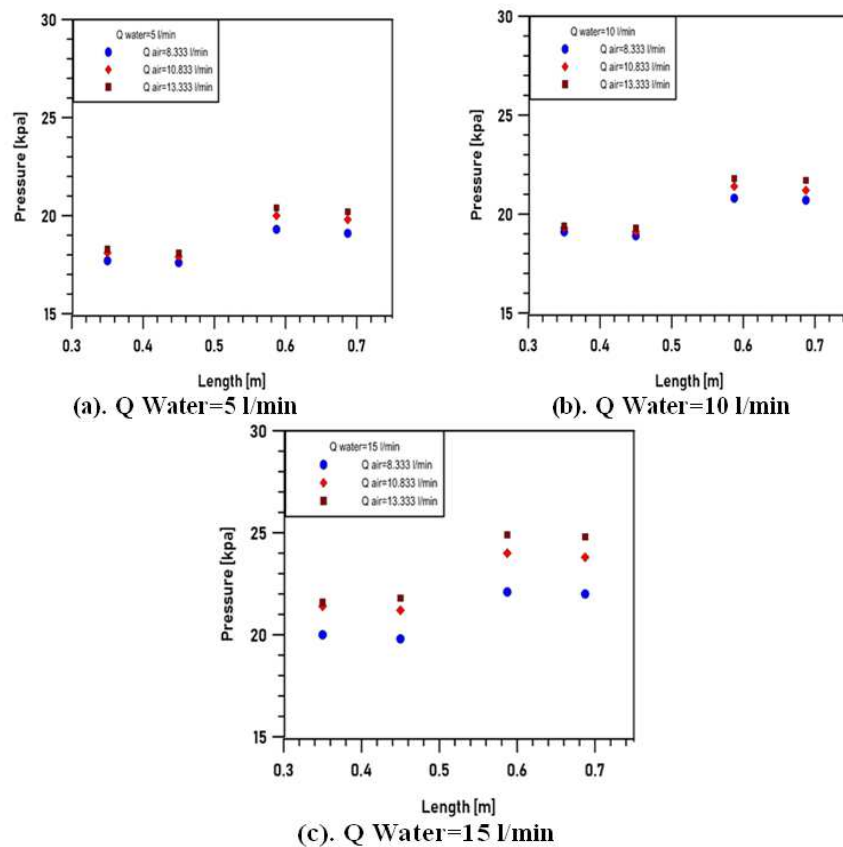 30
25
20
15
Pressure [kpa]
Q water=5 l/min
Q air=8.333 l/min
Q air=10.833 l/min
Q air=13.333 l/min
0.3 0.4 0.5 0.6 0.7
Length [m]
(a). Q Water=5 l/min
30
25
20
15
Pressure [kpa]
Q water=10 l/min
Q air=8.333 l/min
Q air=10.833 l/min
Q air=13.333 l/min
0.3 0.4 0.5 0.6 0.7
Length [m]
(b). Q Water=10 l/min
30
25
20
15
Pressure [kpa]
Q water=15 l/min
Q air=8.333 l/min
Q air=10.833 l/min
Q air=13.333 l/min
0.3 0.4 0.5 0.6 0.7
Length [m]
(c). Q Water=15 l/min